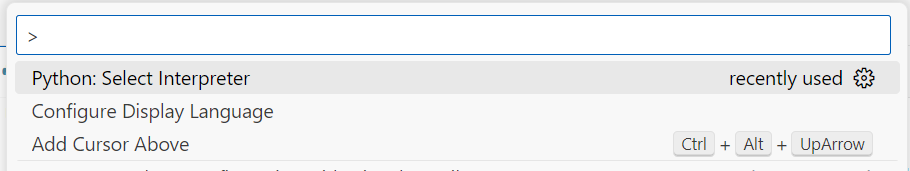 >
Python: Select Interpreter recently used
Configure Display Language
Add Cursor Above Ctrl + Alt + UpArrow